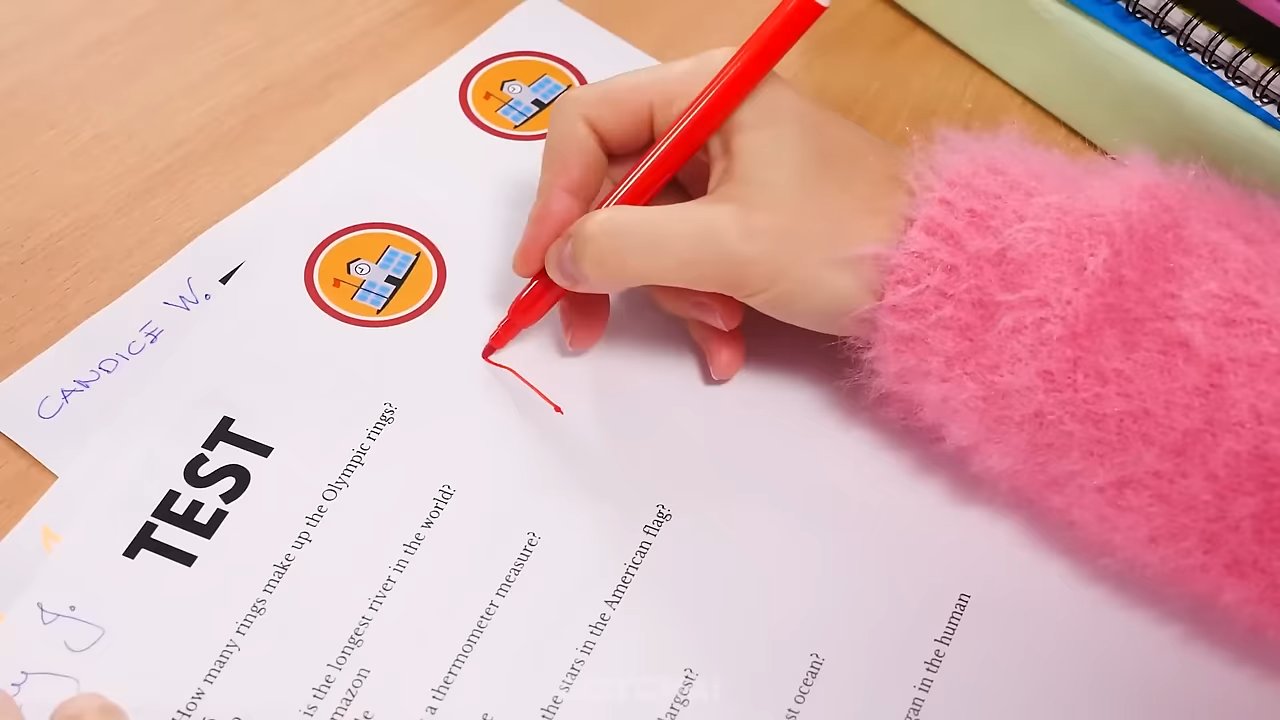 CANDICE W.
TEST
How many rings make up the Olympic rings?
is the longest river in the world?
a thermometer measure?
the stars in the American flag?
largest?
st ocean?
gan in the human
J.